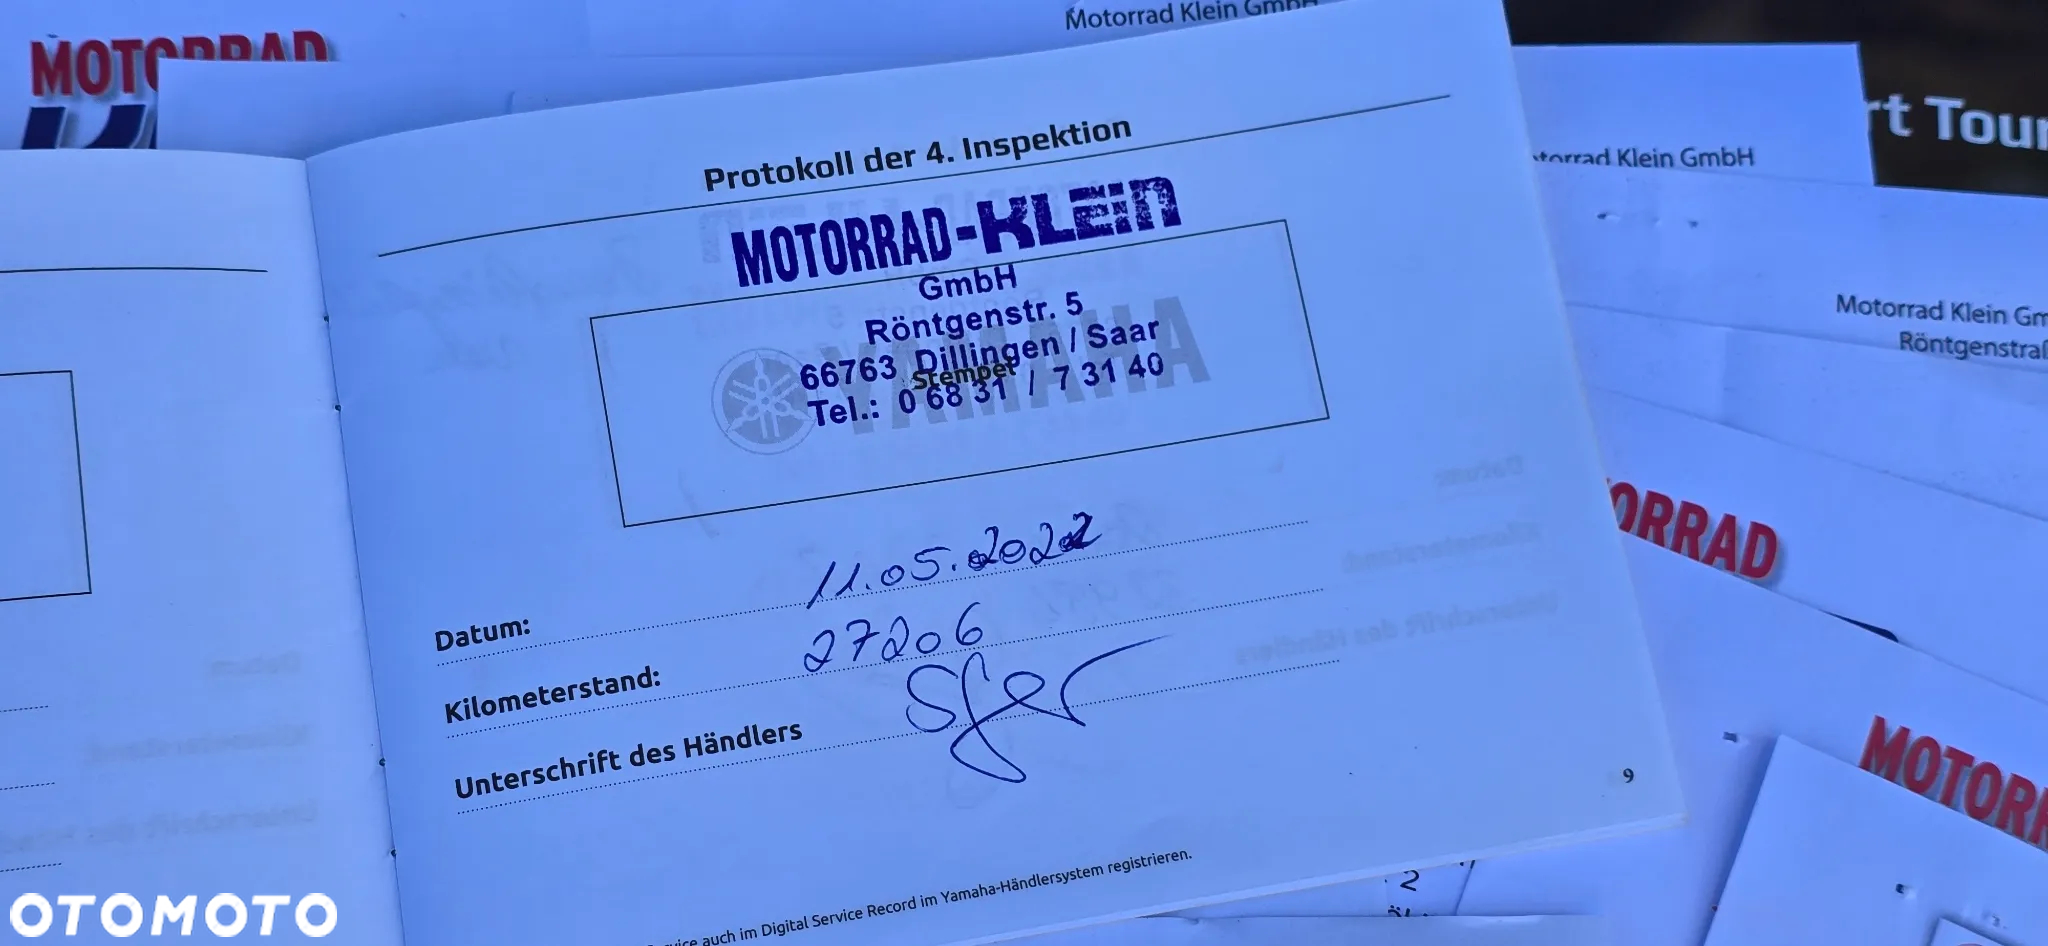 MOTORRAD
Motorrad Klein GmbH
rt Tour
Motorrad Klein GmbH
Motorrad Klein Gm
Röntgenstraß
ORRAD
MOTORR
Protokoll der 4. Inspektion
MOTORRAD-KLEIN
GmbH
Röntgenstr. 5
66763 Dillingen / Saar
Stempel
Tel.: 0 68 31 / 7 31 40
YAMAHA
Datum: 11.05.2022
Kilometerstand: 27206
Unterschrift des Händlers
9
ervice auch im Digital Service Record im Yamaha-Händlersystem registrieren.
2
OTOMOTO